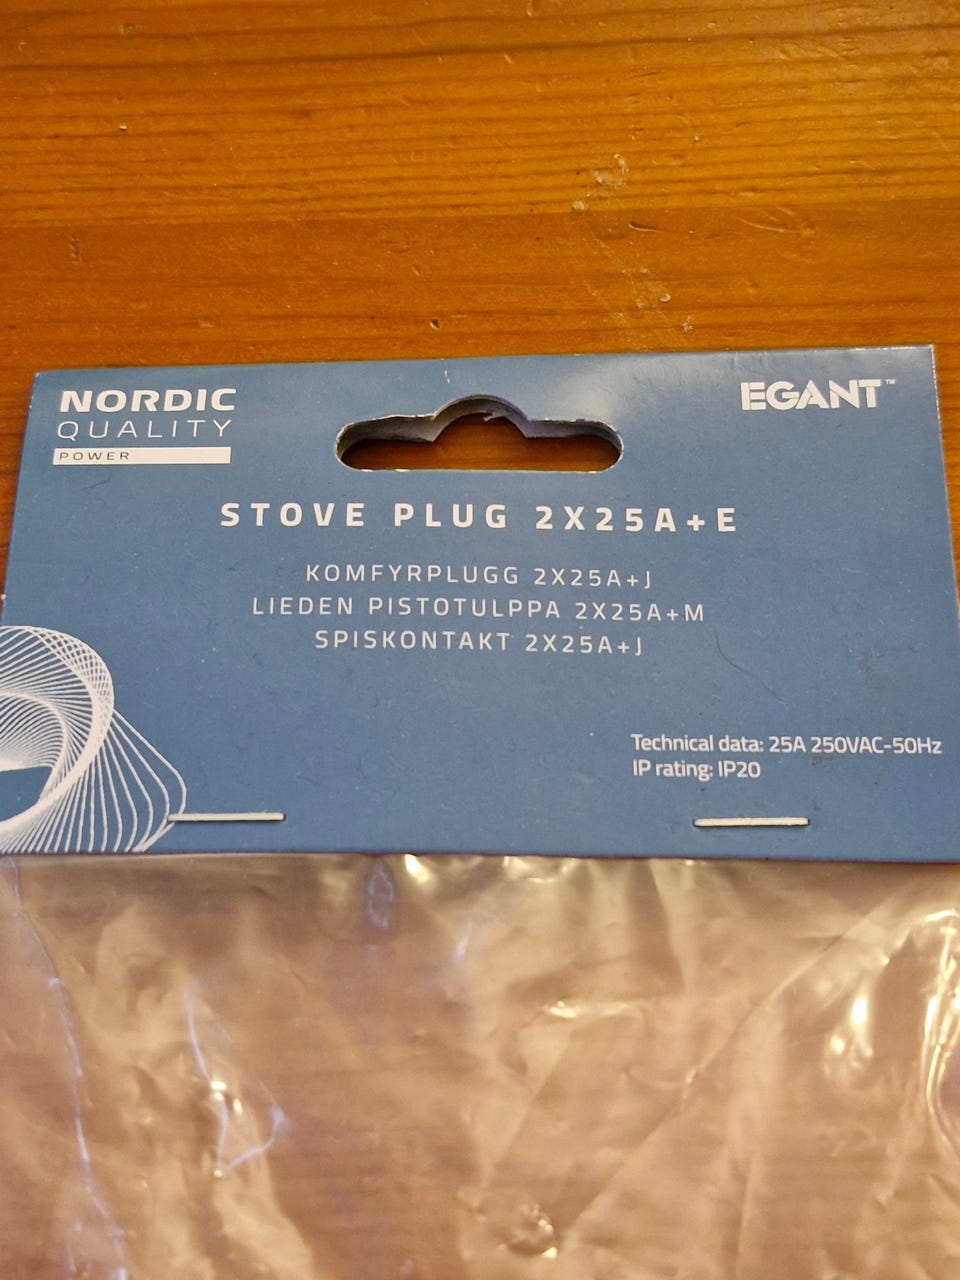 NORDIC
QUALITY
POWER
EGANT™
STOVE PLUG 2X25A+E
KOMFYRPLUGG 2X25A+J
LIEDEN PISTOTULPPA 2X25A+M
SPISKONTAKT 2X25A+J
Technical data: 25A 250VAC-50Hz
IP rating: IP20